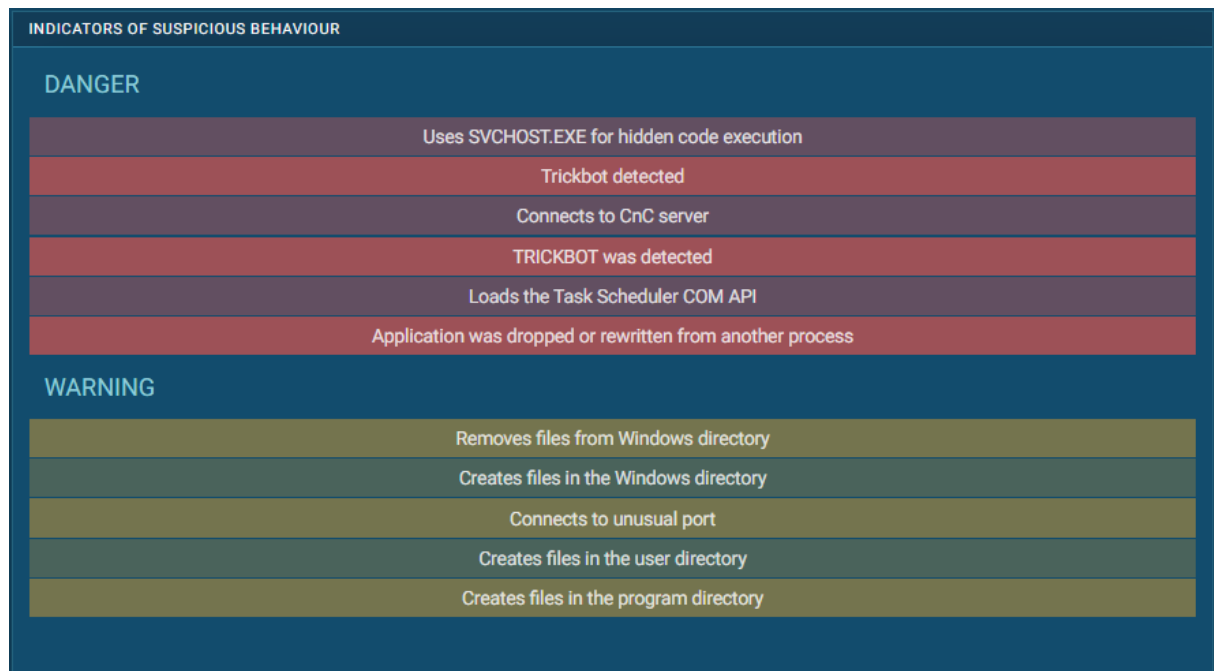 INDICATORS OF SUSPICIOUS BEHAVIOUR
DANGER
Uses SVCHOST.EXE for hidden code execution
Trickbot detected
Connects to CnC server
TRICKBOT was detected
Loads the Task Scheduler COM API
Application was dropped or rewritten from another process
WARNING
Removes files from Windows directory
Creates files in the Windows directory
Connects to unusual port
Creates files in the user directory
Creates files in the program directory